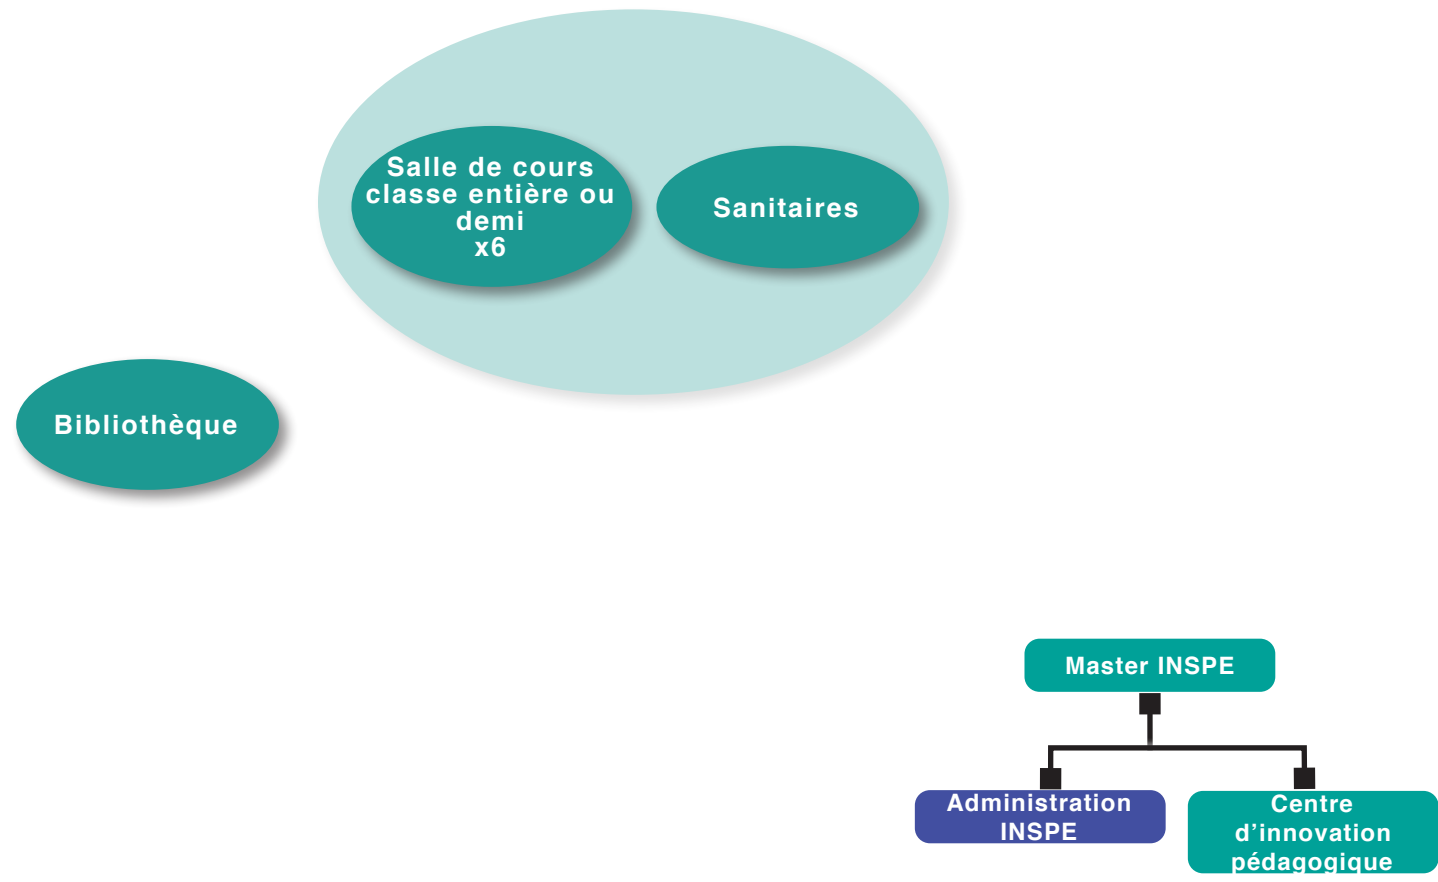 Salle de cours
classe entière ou
demi
x6
Sanitaires
Bibliothèque
Master INSPE
Administration
INSPE
Centre
d'innovation
pédagogique